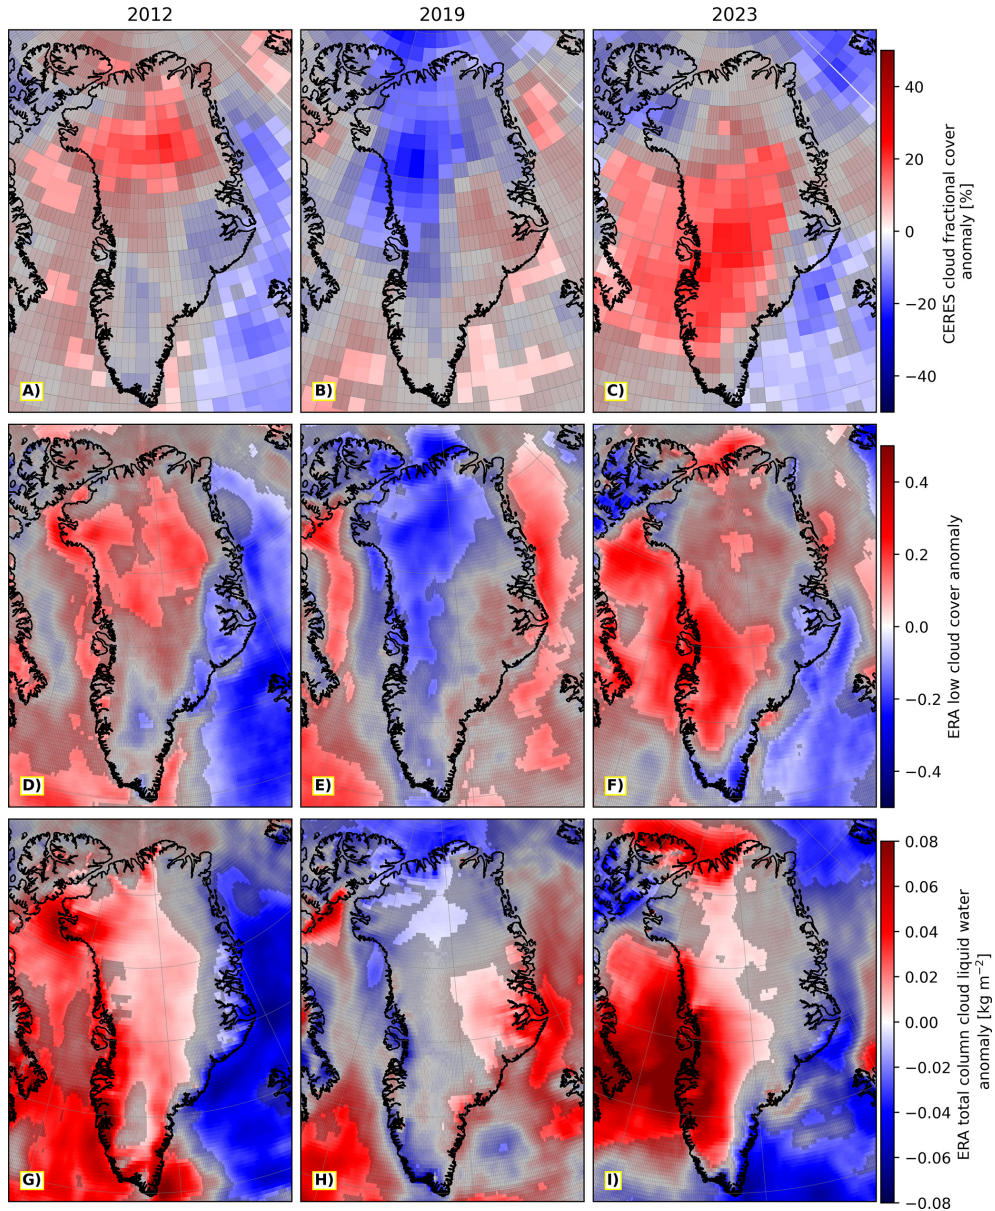 2012 2019 2023
A) B) C)
40
20
0
−20
−40
CERES cloud fractional cover
anomaly [%]
D) E) F)
0.4
0.2
0.0
−0.2
−0.4
ERA low cloud cover anomaly
G) H) I)
0.08
0.06
0.04
0.02
0.00
−0.02
−0.04
−0.06
−0.08
ERA total column cloud liquid water
anomaly [kg m⁻²]